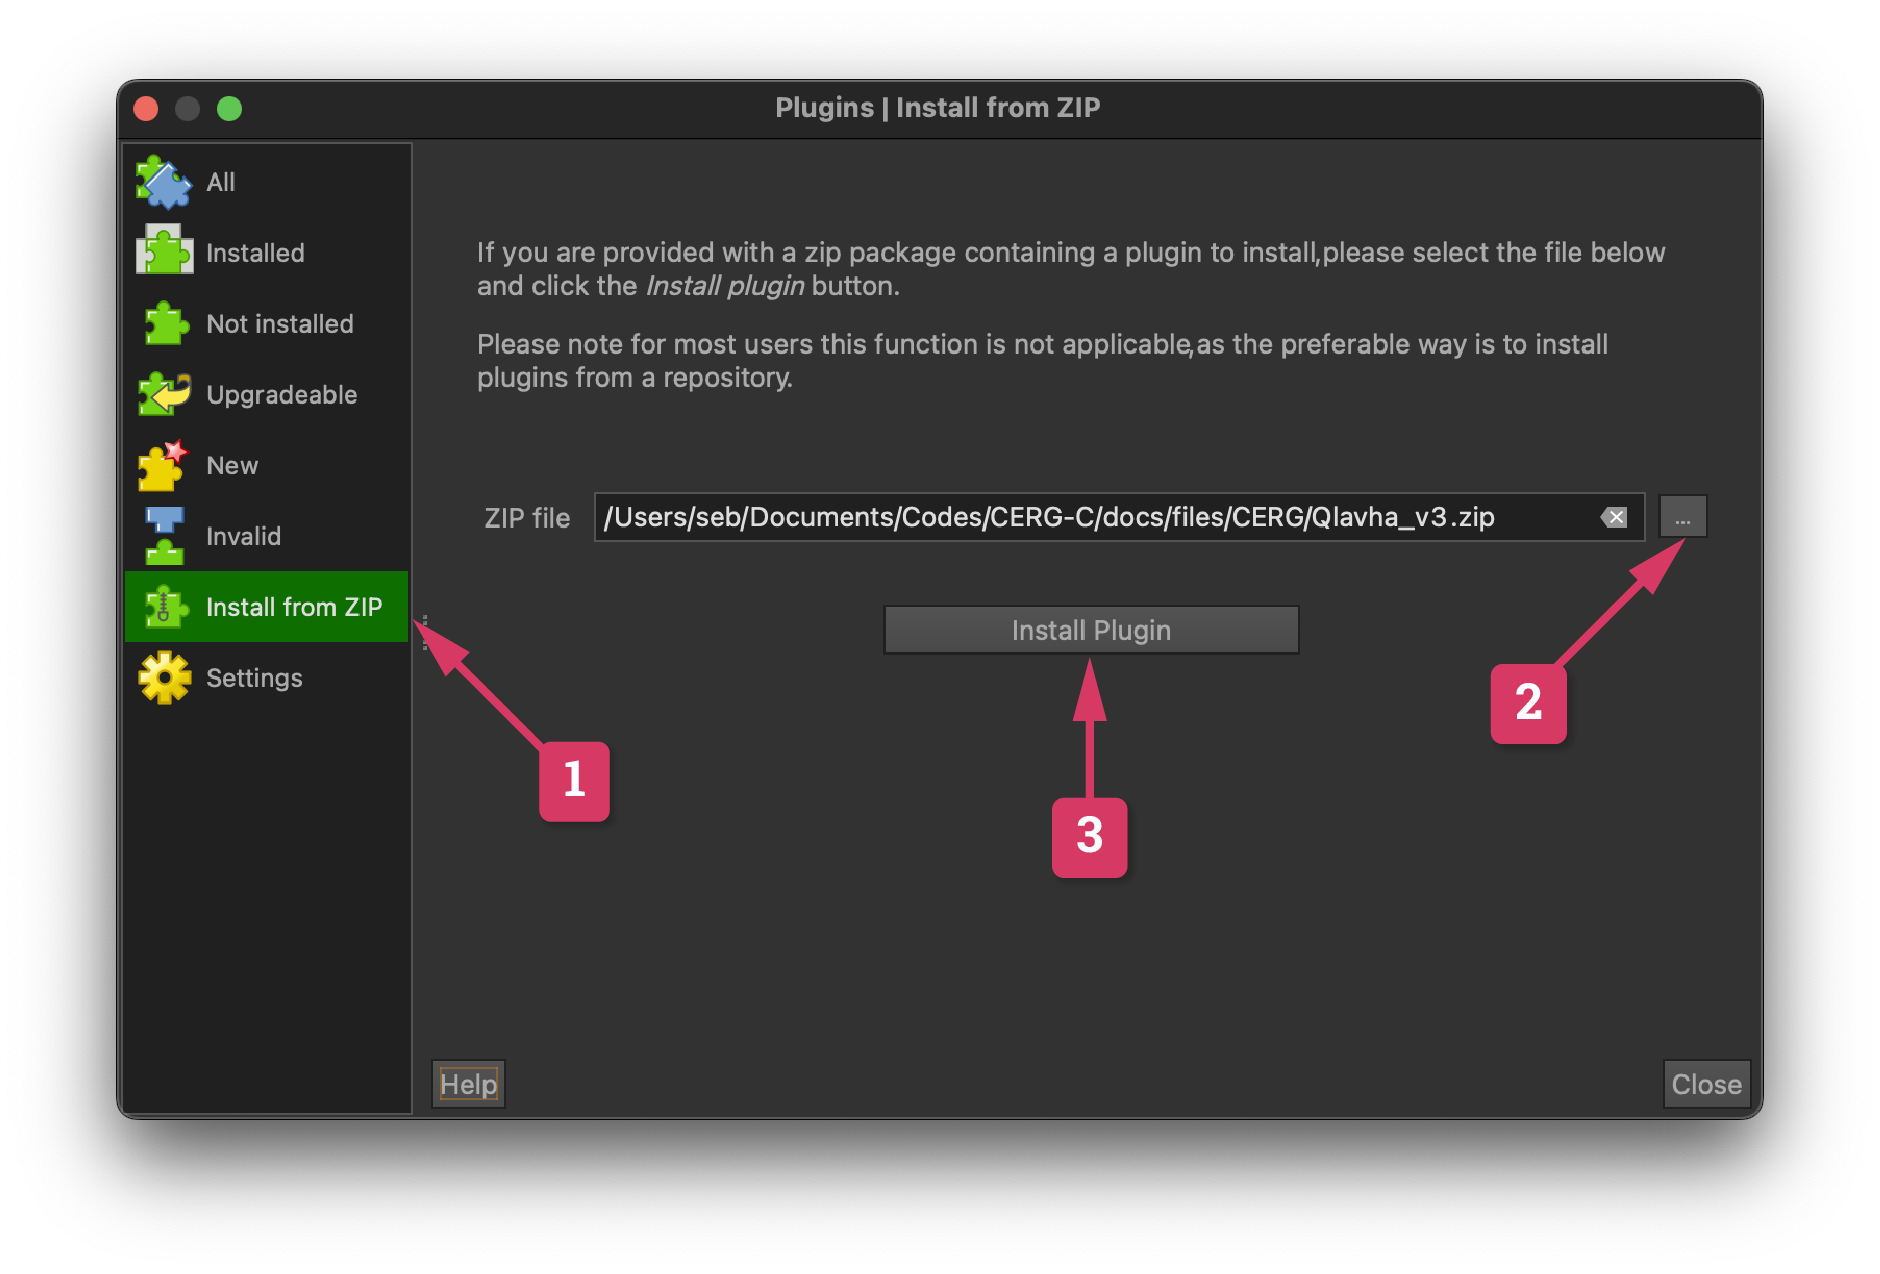 Plugins | Install from ZIP
All
Installed
Not installed
Upgradeable
New
Invalid
Install from ZIP
Settings
If you are provided with a zip package containing a plugin to install,please select the file below
and click the Install plugin button.
Please note for most users this function is not applicable,as the preferable way is to install
plugins from a repository.
ZIP file /Users/seb/Documents/Codes/CERG-C/docs/files/CERG/Qlavha_v3.zip ...
Install Plugin
1
2
3
Help
Close